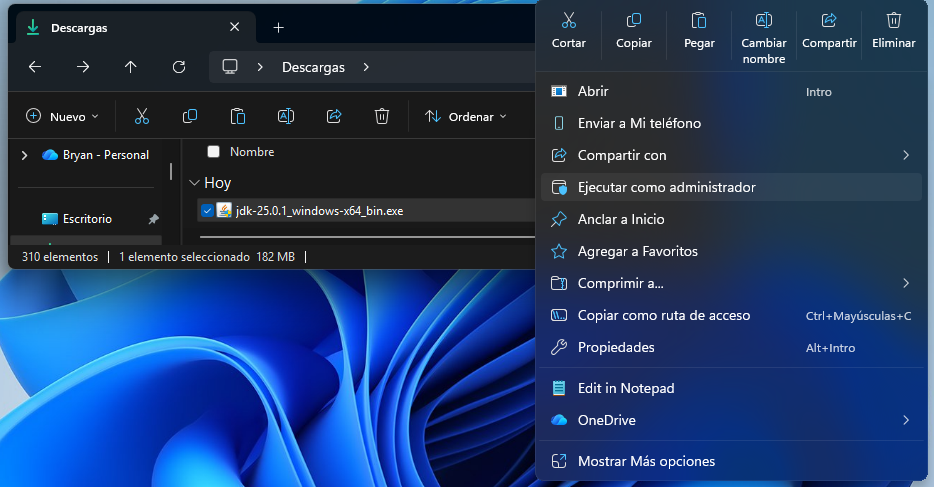 Descargas
Descargas
Nuevo
Ordenar
Bryan - Personal
Nombre
Hoy
Escritorio
jdk-25.0.1_windows-x64_bin.exe
310 elementos
1 elemento seleccionado 182 MB
Cortar
Copiar
Pegar
Cambiar
nombre
Compartir
Eliminar
Abrir Intro
Enviar a Mi teléfono
Compartir con
Ejecutar como administrador
Anclar a Inicio
Agregar a Favoritos
Comprimir a...
Copiar como ruta de acceso Ctrl+Mayúsculas+C
Propiedades Alt+Intro
Edit in Notepad
OneDrive
Mostrar Más opciones